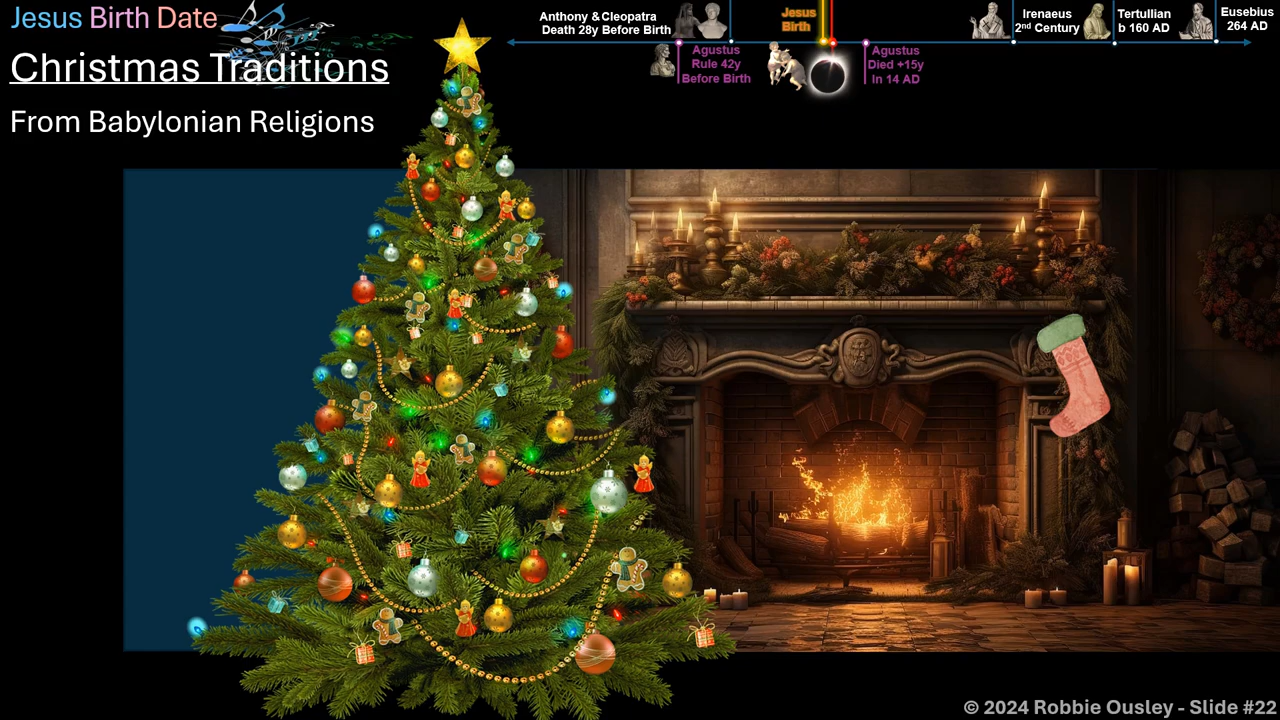 Jesus Birth Date
Christmas Traditions
From Babylonian Religions
Anthony & Cleopatra
Death 28y Before Birth
Agustus
Rule 42y
Before Birth
Jesus
Birth
Agustus
Died +15y
In 14 AD
Irenaeus
2nd Century
Tertullian
b 160 AD
Eusebius
264 AD
© 2024 Robbie Ousley - Slide #22